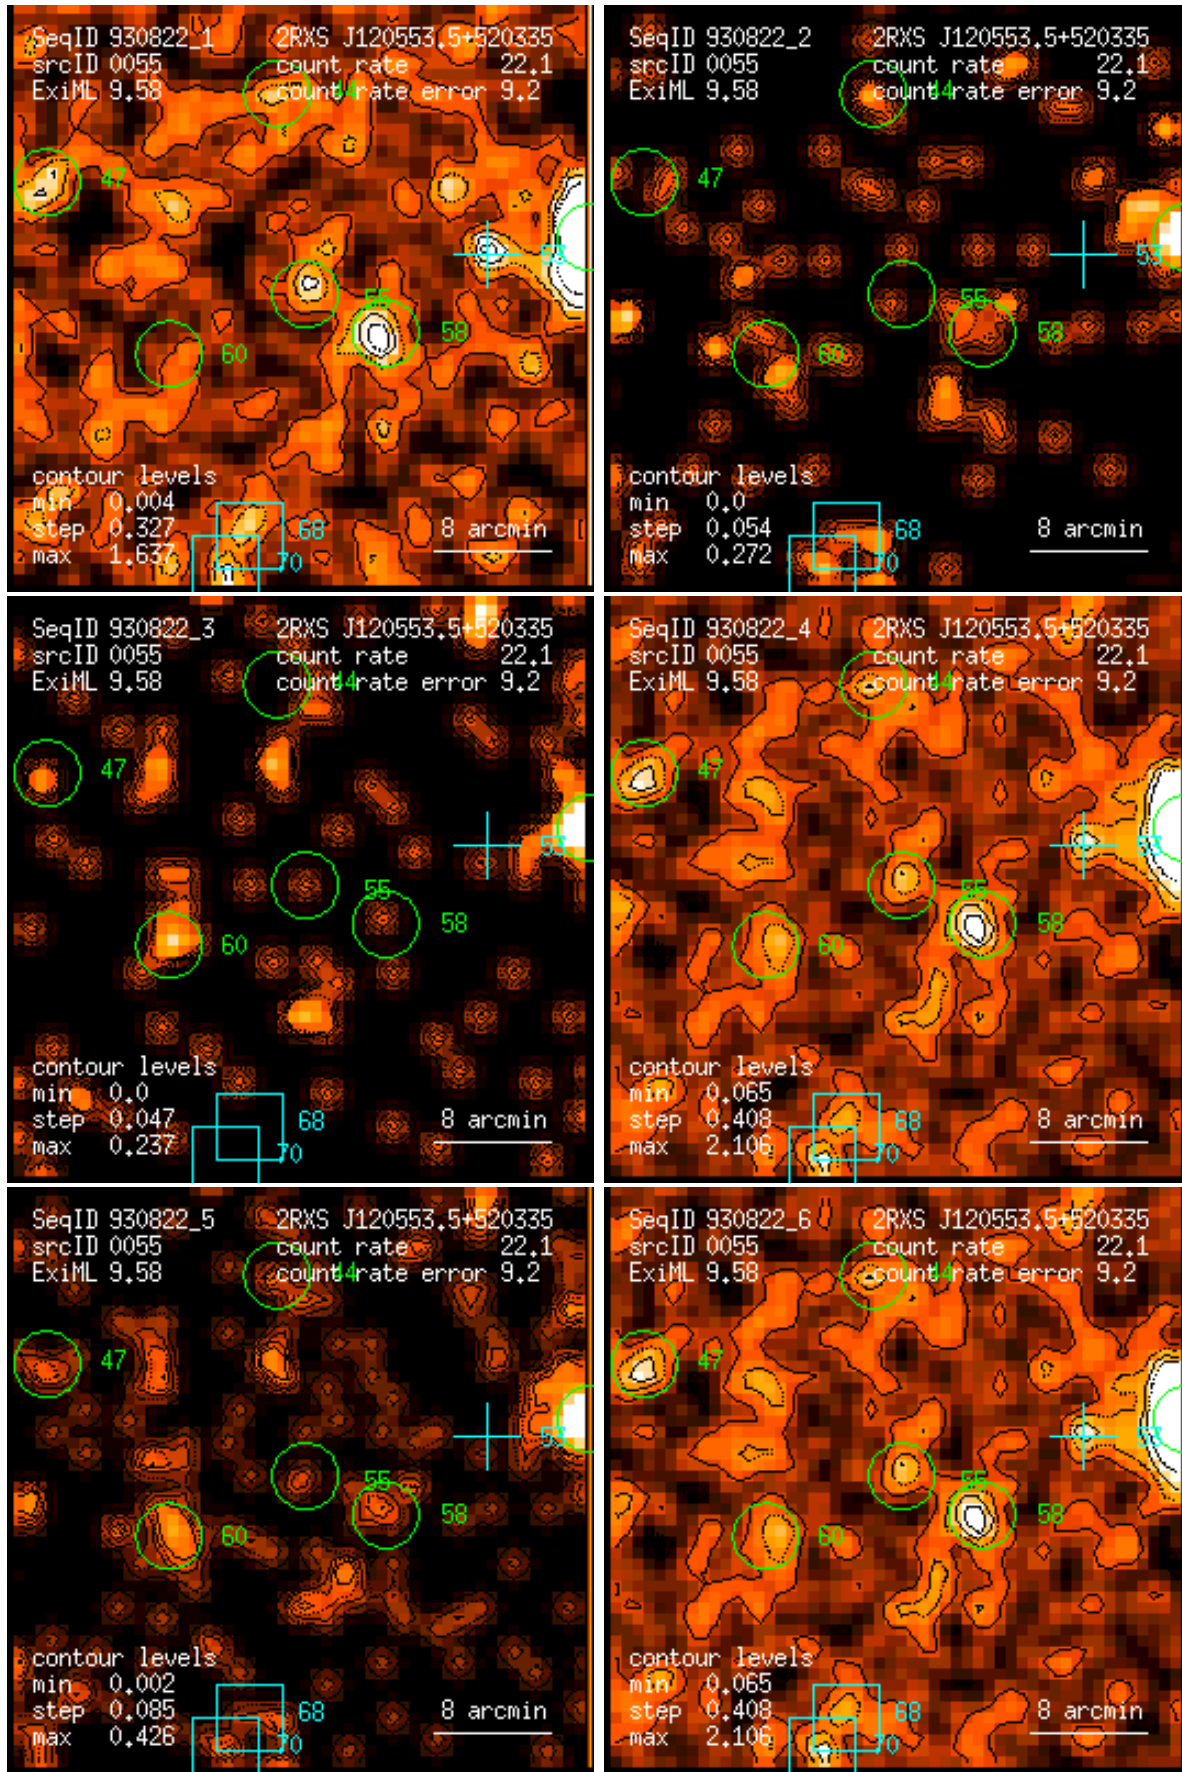 SeqID 930822_1 2RXS J120553.5+520335
srcID 0055 count rate 22.1
ExiML 9.58 count rate error 9.2
44
47
53
55
58
60
contour levels
min 0.004
step 0.327 8 arcmin 68
max 1.637 70
SeqID 930822_2 2RXS J120553.5+520335
srcID 0055 count rate 22.1
ExiML 9.58 count rate error 9.2
44
47
53
55
58
60
contour levels
min 0.0
step 0.054 8 arcmin 68
max 0.272 70
SeqID 930822_3 2RXS J120553.5+520335
srcID 0055 count rate 22.1
ExiML 9.58 count rate error 9.2
44
47
53
55
58
60
contour levels
min 0.0
step 0.047 8 arcmin 68
max 0.237 70
SeqID 930822_4 2RXS J120553.5+520335
srcID 0055 count rate 22.1
ExiML 9.58 count rate error 9.2
44
47
53
55
58
60
contour levels
min 0.065
step 0.408 8 arcmin 68
max 2.106 70
SeqID 930822_5 2RXS J120553.5+520335
srcID 0055 count rate 22.1
ExiML 9.58 count rate error 9.2
44
47
53
55
58
60
contour levels
min 0.002
step 0.085 8 arcmin 68
max 0.426 70
SeqID 930822_6 2RXS J120553.5+520335
srcID 0055 count rate 22.1
ExiML 9.58 count rate error 9.2
44
47
53
55
58
60
contour levels
min 0.065
step 0.408 8 arcmin 68
max 2.106 70